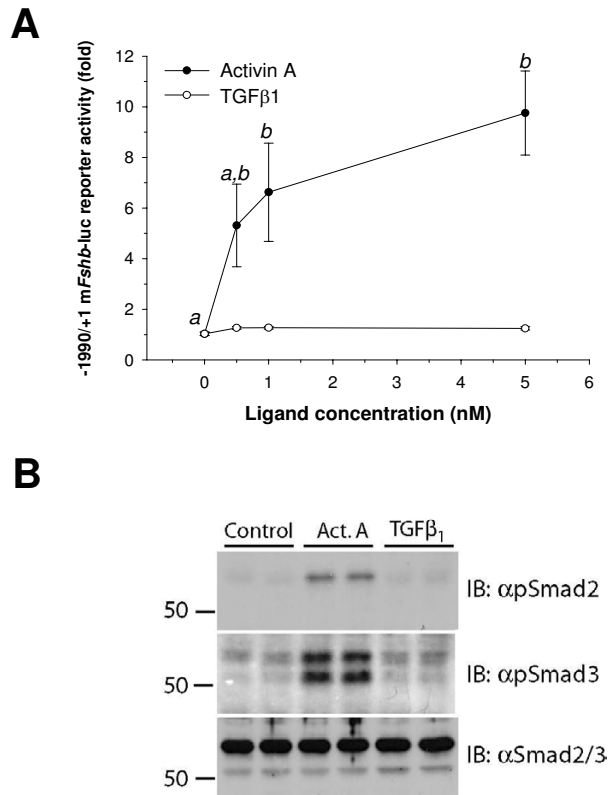 A
Activin A
TGFβ1
-1990/+1 mFshb-luc reporter activity (fold)
12
10
8
6
4
2
0
a
a,b
b
b
0 1 2 3 4 5 6
Ligand concentration (nM)
B
Control Act. A TGFβ1
IB: αpSmad2
50
IB: αpSmad3
50
IB: αSmad2/3
50